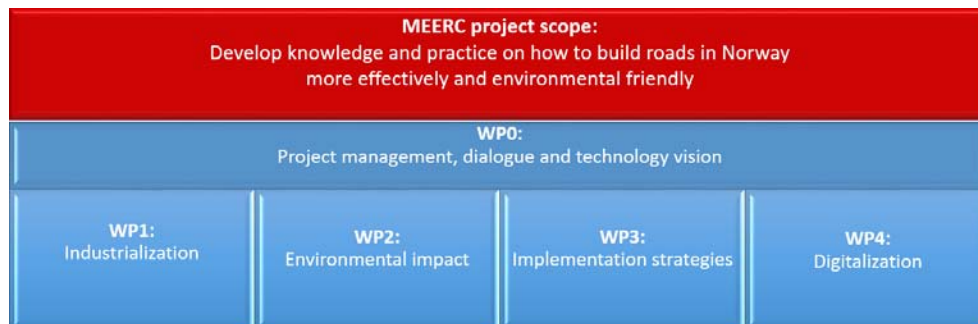 MEERC project scope:
Develop knowledge and practice on how to build roads in Norway
more effectively and environmental friendly
WP0:
Project management, dialogue and technology vision
WP1:
Industrialization
WP2:
Environmental impact
WP3:
Implementation strategies
WP4:
Digitalization